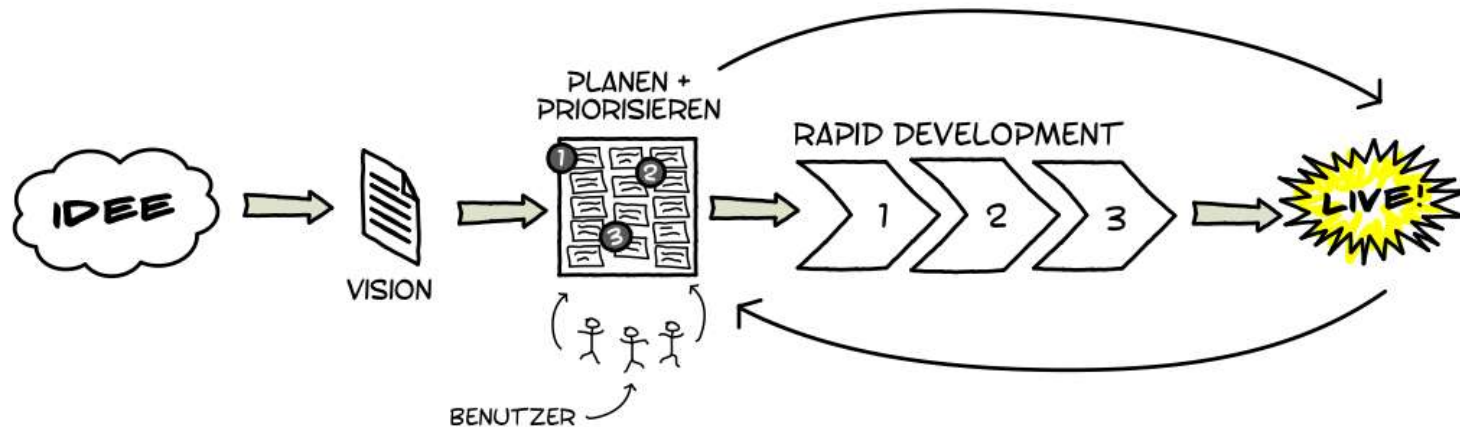 IDEE
VISION
PLANEN +
PRIORISIEREN
1
2
3
BENUTZER
RAPID DEVELOPMENT
1
2
3
LIVE!